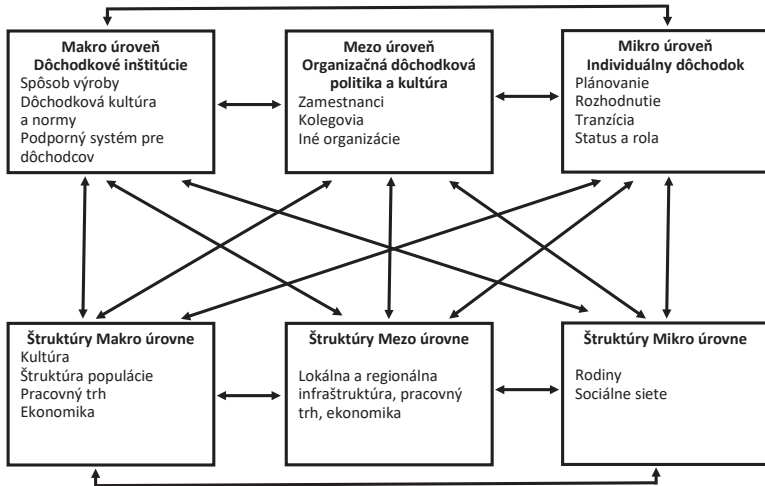 Makro úroveň
Dôchodkové inštitúcie
Spôsob výroby
Dôchodková kultúra
a normy
Podporný systém pre
dôchodcov
Mezo úroveň
Organizačná dôchodková
politika a kultúra
Zamestnanci
Kolegovia
Iné organizácie
Mikro úroveň
Individuálny dôchodok
Plánovanie
Rozhodnutie
Tranzícia
Status a rola
Štruktúry Makro úrovne
Kultúra
Štruktúra populácie
Pracovný trh
Ekonomika
Štruktúry Mezo úrovne
Lokálna a regionálna
infraštruktúra, pracovný
trh, ekonomika
Štruktúry Mikro úrovne
Rodiny
Sociálne siete